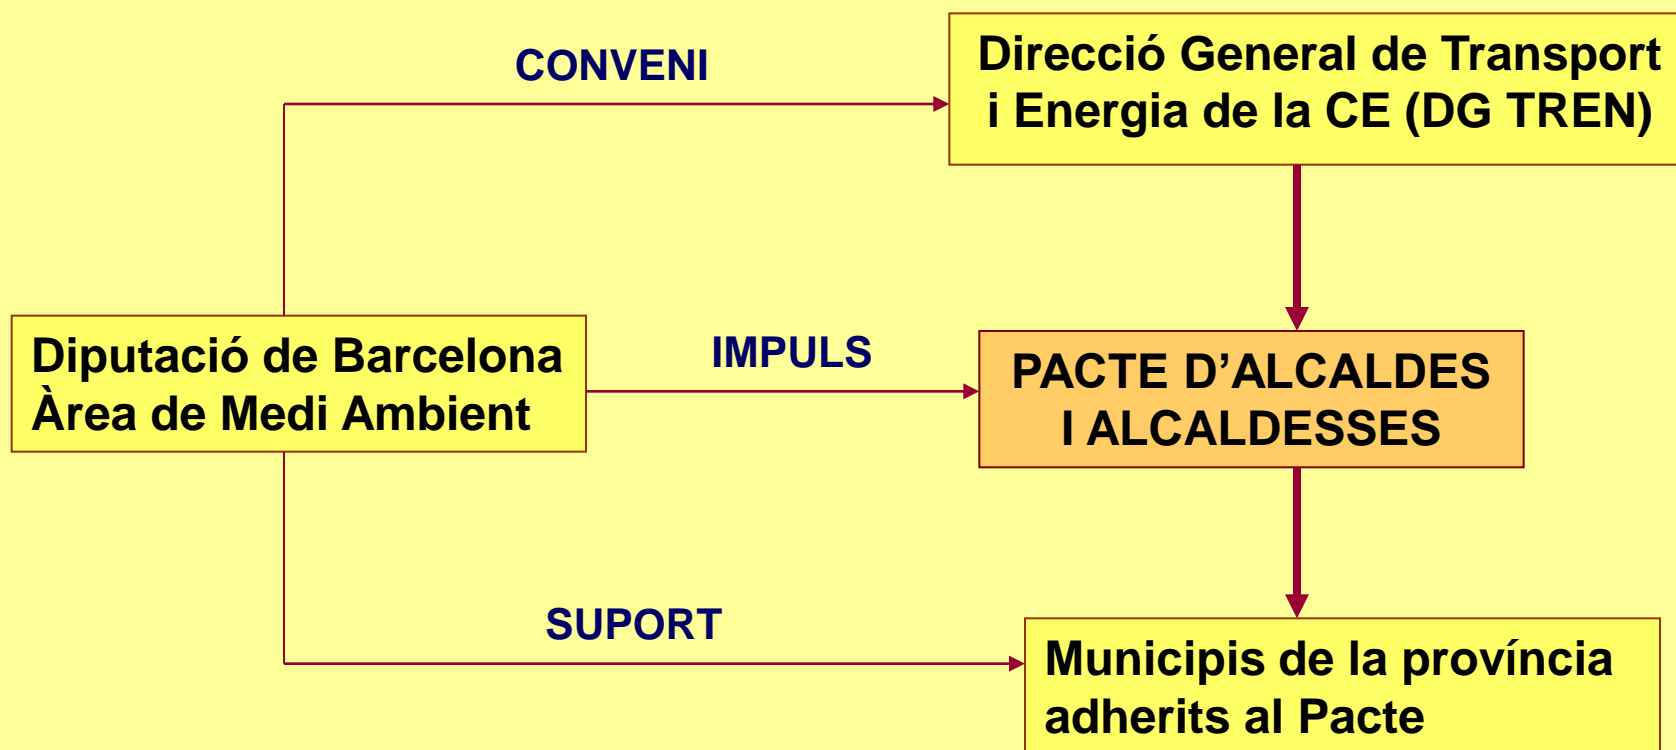 CONVENI
Direcció General de Transport
i Energia de la CE (DG TREN)
Diputació de Barcelona
Àrea de Medi Ambient
IMPULS
PACTE D’ALCALDES
I ALCALDESSES
SUPORT
Municipis de la província
adherits al Pacte